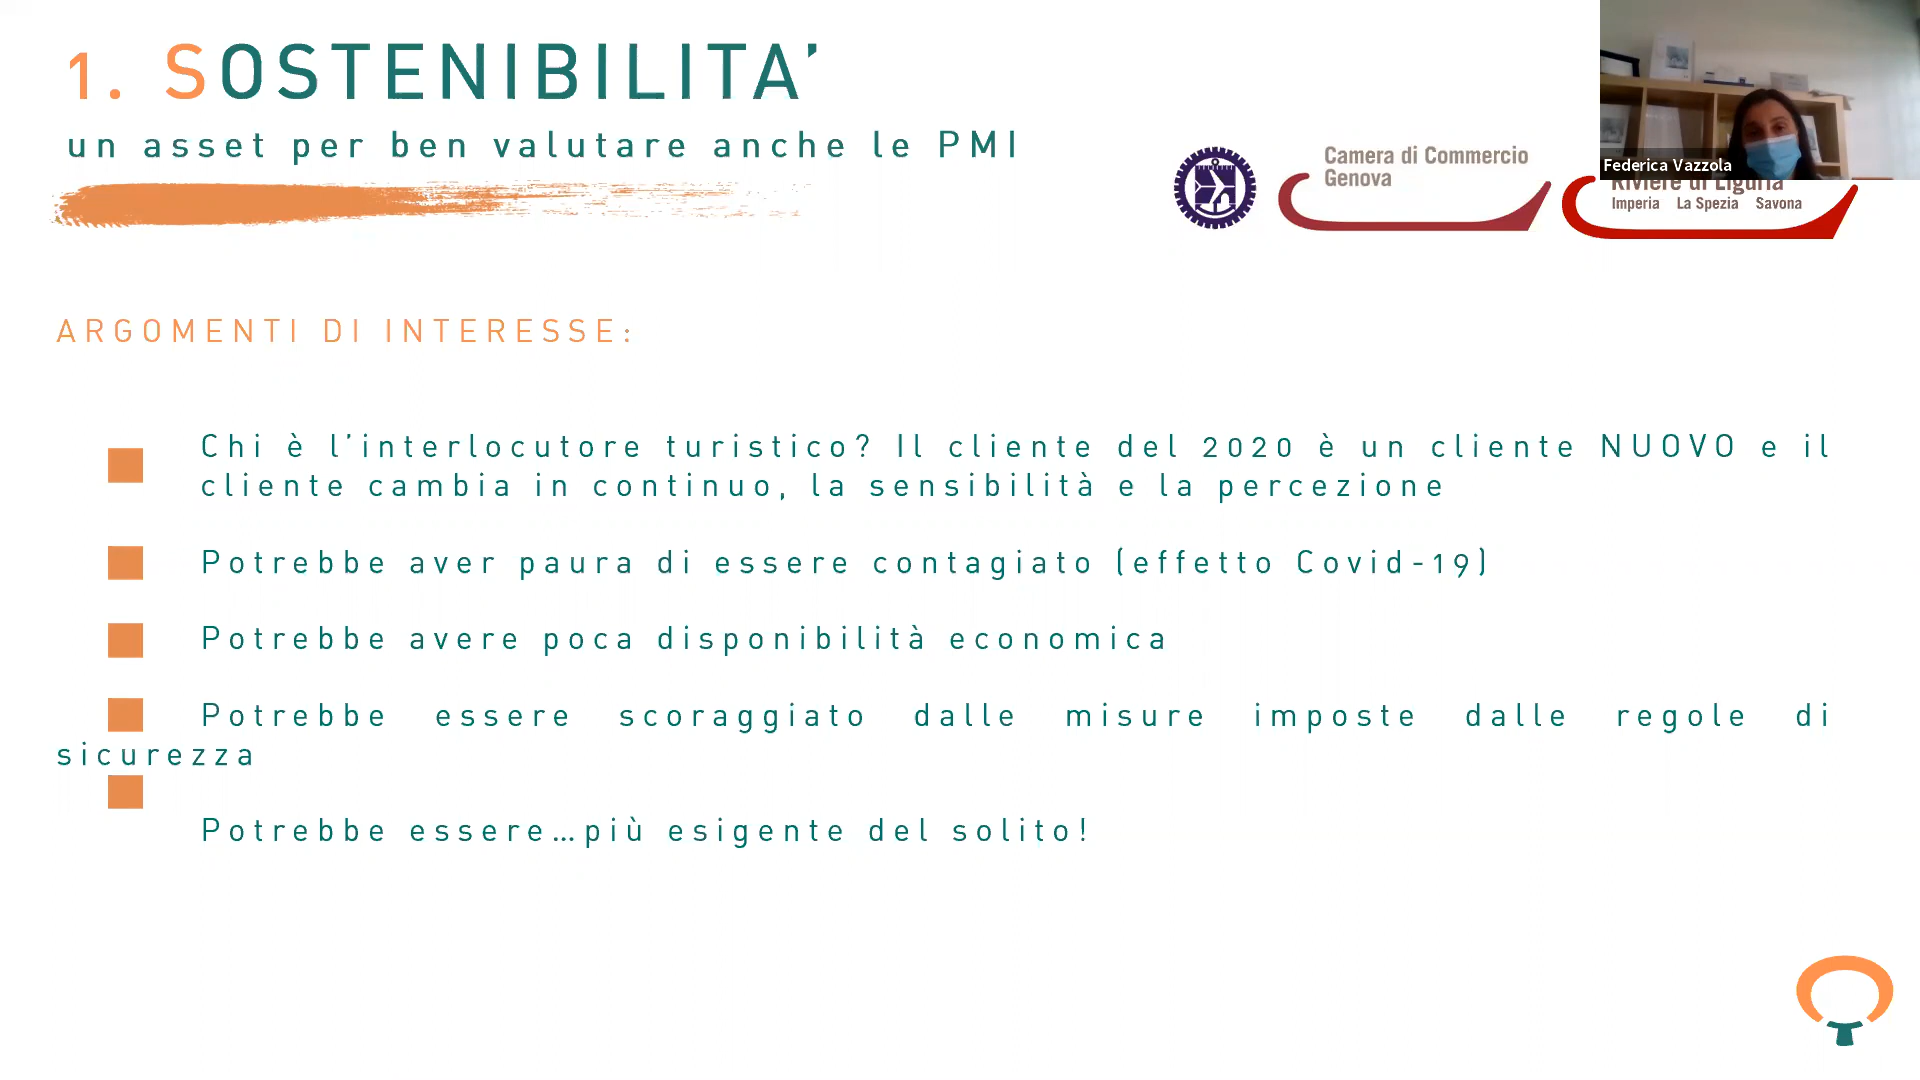 1. SOSTENIBILITA’
un asset per ben valutare anche le PMI
Camera di Commercio
Genova
Federica Vazzola
Riviere di Liguria
Imperia La Spezia Savona
ARGOMENTI DI INTERESSE:
Chi è l’interlocutore turistico? Il cliente del 2020 è un cliente NUOVO e il
cliente cambia in continuo, la sensibilità e la percezione
Potrebbe aver paura di essere contagiato (effetto Covid-19)
Potrebbe avere poca disponibilità economica
Potrebbe essere scoraggiato dalle misure imposte dalle regole di
sicurezza
Potrebbe essere...più esigente del solito!